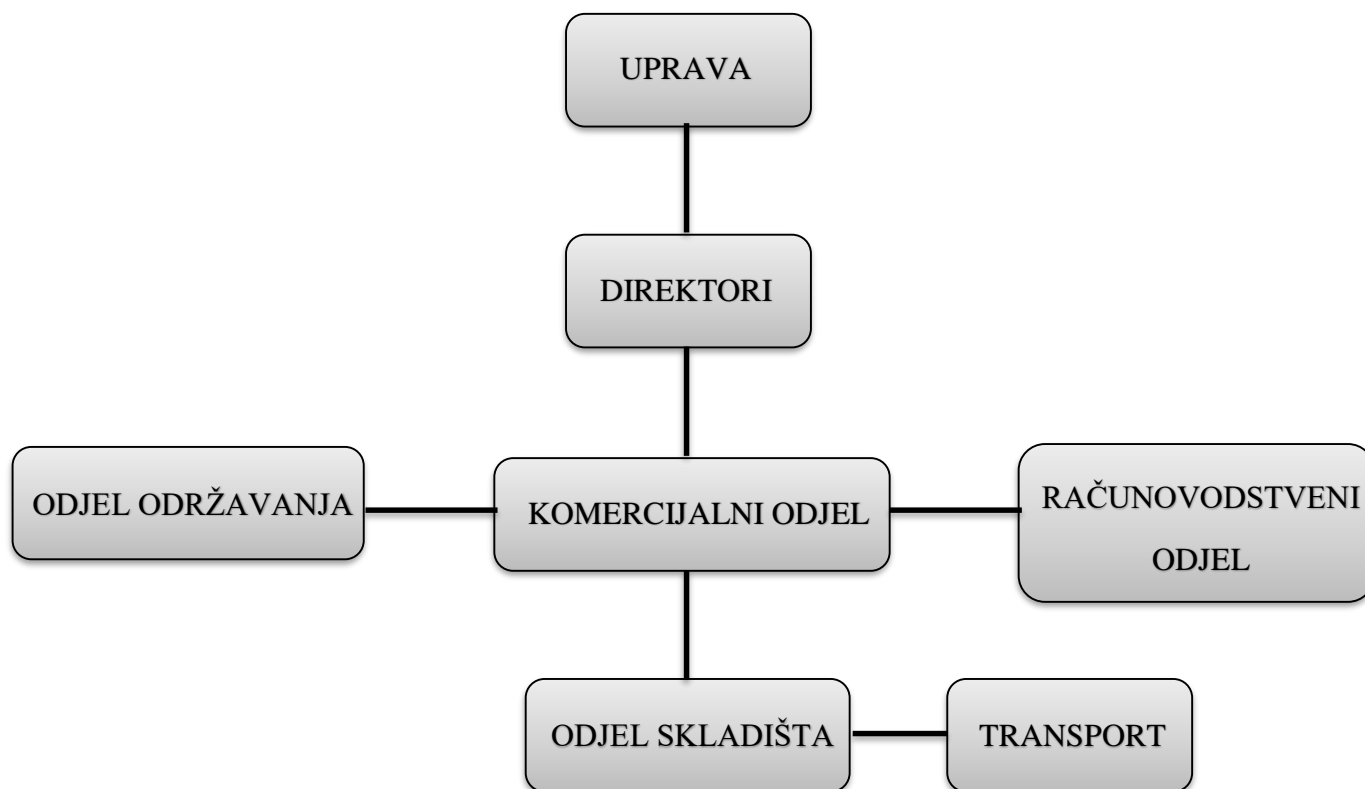 UPRAVA
DIREKTORI
ODJEL ODRŽAVANJA
KOMERCIJALNI ODJEL
RAČUNOVODSTVENI
ODJEL
ODJEL SKLADIŠTA
TRANSPORT